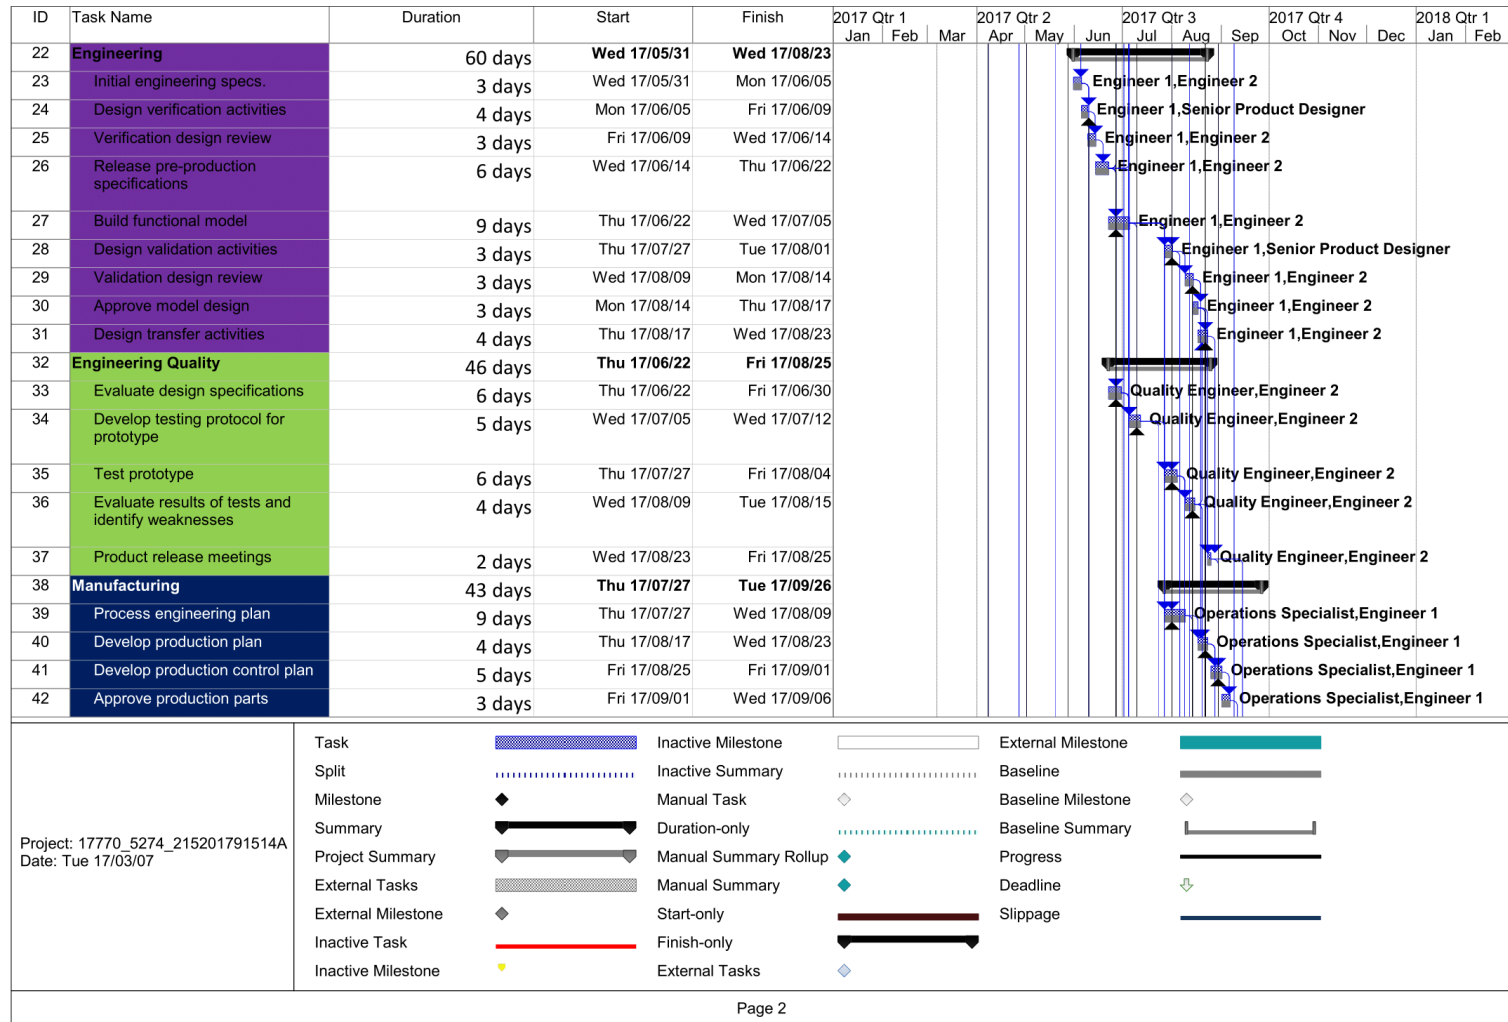 ID Task Name Duration Start Finish 2017 Qtr 1 2017 Qtr 2 2017 Qtr 3 2017 Qtr 4 2018 Qtr 1
Jan Feb Mar Apr May Jun Jul Aug Sep Oct Nov Dec Jan Feb
22 Engineering 60 days Wed 17/05/31 Wed 17/08/23
23 Initial engineering specs. 3 days Wed 17/05/31 Mon 17/06/05 Engineer 1,Engineer 2
24 Design verification activities 4 days Mon 17/06/05 Fri 17/06/09 Engineer 1,Senior Product Designer
25 Verification design review 3 days Fri 17/06/09 Wed 17/06/14 Engineer 1,Engineer 2
26 Release pre-production 6 days Wed 17/06/14 Thu 17/06/22 Engineer 1,Engineer 2
specifications
27 Build functional model 9 days Thu 17/06/22 Wed 17/07/05 Engineer 1,Engineer 2
28 Design validation activities 3 days Thu 17/07/27 Tue 17/08/01 Engineer 1,Senior Product Designer
29 Validation design review 3 days Wed 17/08/09 Mon 17/08/14 Engineer 1,Engineer 2
30 Approve model design 3 days Mon 17/08/14 Thu 17/08/17 Engineer 1,Engineer 2
31 Design transfer activities 4 days Thu 17/08/17 Wed 17/08/23 Engineer 1,Engineer 2
32 Engineering Quality 46 days Thu 17/06/22 Fri 17/08/25
33 Evaluate design specifications 6 days Thu 17/06/22 Fri 17/06/30 Quality Engineer,Engineer 2
34 Develop testing protocol for 5 days Wed 17/07/05 Wed 17/07/12 Quality Engineer,Engineer 2
prototype
35 Test prototype 6 days Thu 17/07/27 Fri 17/08/04 Quality Engineer,Engineer 2
36 Evaluate results of tests and 4 days Wed 17/08/09 Tue 17/08/15 Quality Engineer,Engineer 2
identify weaknesses
37 Product release meetings 2 days Wed 17/08/23 Fri 17/08/25 Quality Engineer,Engineer 2
38 Manufacturing 43 days Thu 17/07/27 Tue 17/09/26
39 Process engineering plan 9 days Thu 17/07/27 Wed 17/08/09 Operations Specialist,Engineer 1
40 Develop production plan 4 days Thu 17/08/17 Wed 17/08/23 Operations Specialist,Engineer 1
41 Develop production control plan 5 days Fri 17/08/25 Fri 17/09/01 Operations Specialist,Engineer 1
42 Approve production parts 3 days Fri 17/09/01 Wed 17/09/06 Operations Specialist,Engineer 1
Project: 17770_5274_215201791514A
Date: Tue 17/03/07
Task Inactive Milestone External Milestone
Split Inactive Summary Baseline
Milestone Manual Task Baseline Milestone
Summary Duration-only Baseline Summary
Project Summary Manual Summary Rollup Progress
External Tasks Manual Summary Deadline
External Milestone Start-only Slippage
Inactive Task Finish-only
Inactive Milestone External Tasks
Page 2